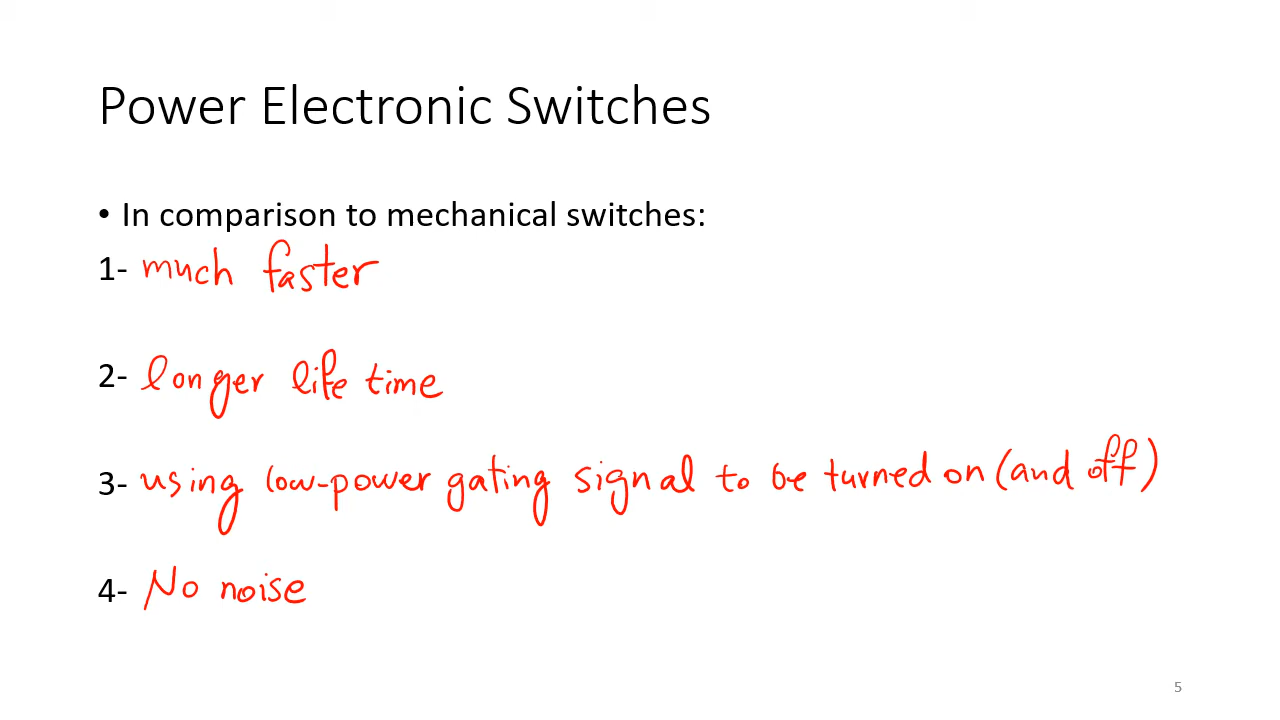 Power Electronic Switches
• In comparison to mechanical switches:
1- much faster
2- longer life time
3- using low-power gating signal to be turned on (and off)
4- No noise
5